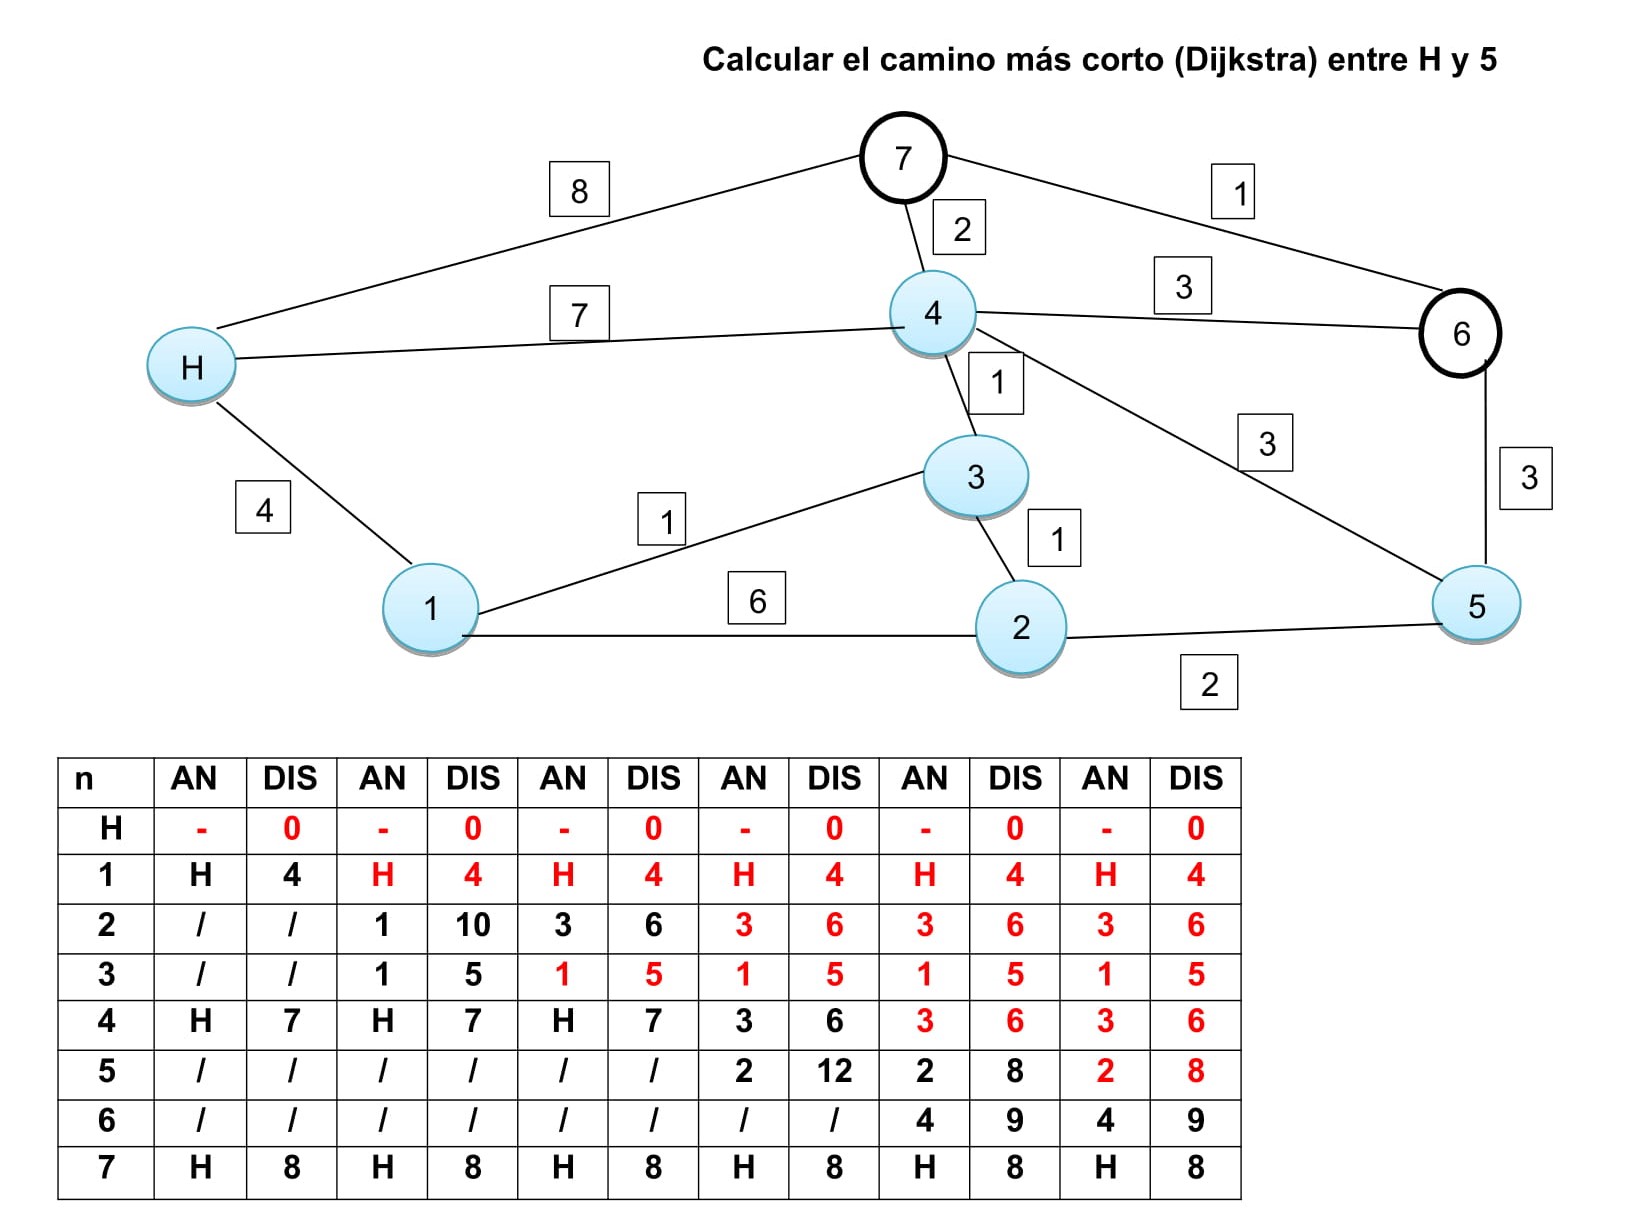 Calcular el camino más corto (Dijkstra) entre H y 5
7
8
1
2
3
4
7
6
H
1
3
3
3
4
1
1
6
1
2
5
2
n AN DIS AN DIS AN DIS AN DIS AN DIS AN DIS
H - 0 - 0 - 0 - 0 - 0 - 0
1 H 4 H 4 H 4 H 4 H 4 H 4
2 / / 1 10 3 6 3 6 3 6 3 6
3 / / 1 5 1 5 1 5 1 5 1 5
4 H 7 H 7 H 7 3 6 3 6 3 6
5 / / / / / / 2 12 2 8 2 8
6 / / / / / / / / 4 9 4 9
7 H 8 H 8 H 8 H 8 H 8 H 8